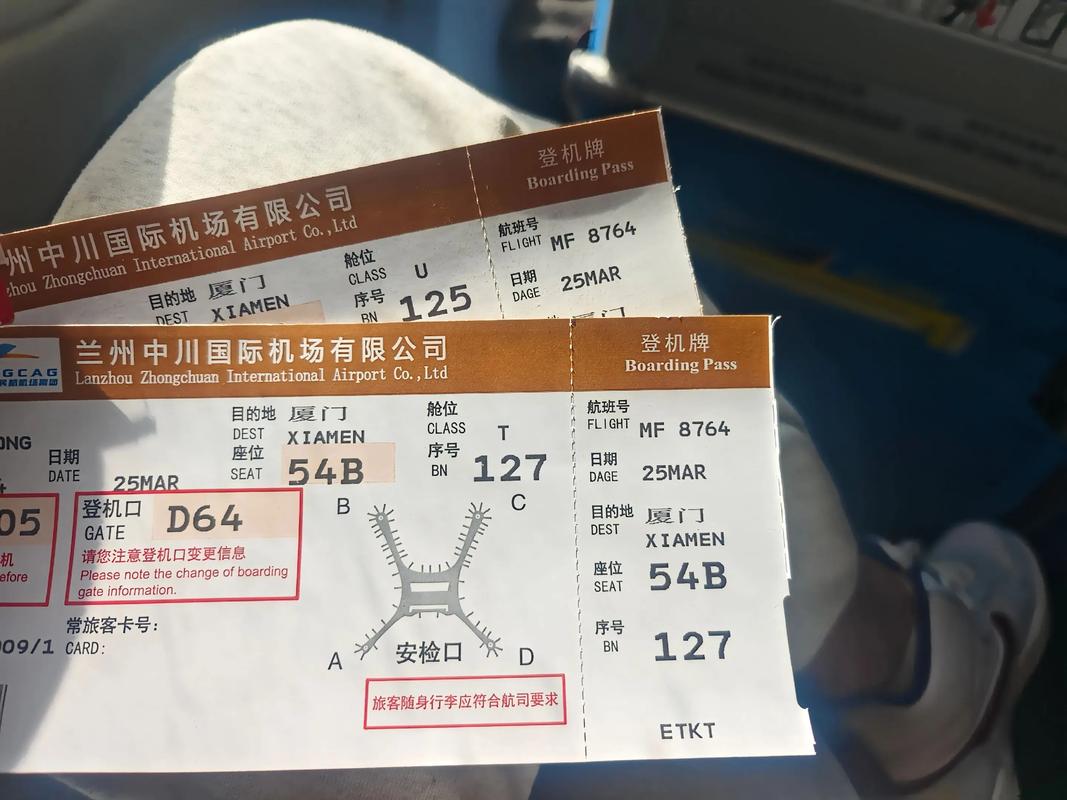 州中川国际机场有限公司
zhou Zhongchuan International Airport Co.,Ltd
登机牌
Boarding Pass
目的地 厦门
DEST XIAMEN
舱位
CLASS U
序号
BN 125
航班号
FLIGHT MF 8764
日期
DAGE 25MAR
厦门
GCAG
兰州中川国际机场有限公司
Lanzhou Zhongchuan International Airport Co.,Ltd
登机牌
Boarding Pass
ONG
日期
DATE 25MAR
目的地 厦门
DEST XIAMEN
座位
SEAT 54B
舱位
CLASS T
序号
BN 127
05
机
efore
登机口
GATE D64
请您注意登机口变更信息
Please note the change of boarding
gate information.
常旅客卡号:
CARD:
009/1
B
C
A
安检口
D
旅客随身行李应符合航司要求
航班号
FLIGHT MF 8764
日期
DAGE 25MAR
目的地 厦门
DEST XIAMEN
座位
SEAT 54B
序号
BN 127
ETKT